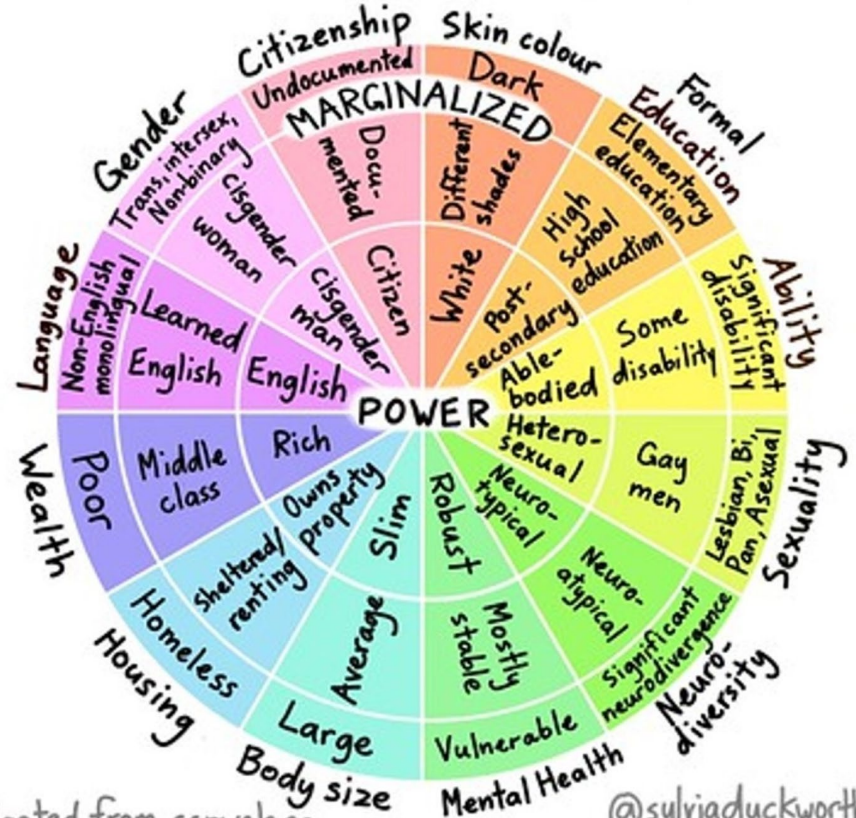 Citizenship
Undocumented
Docu-
mented
Citizen
Skin colour
Dark
Different
shades
White
Formal
Education
Elementary
education
High
school
education
Post-
secondary
Ability
Significant
disability
Some
disability
Able-
bodied
Sexuality
Lesbian, Bi,
Pan, Asexual
Gay
men
Hetero-
sexual
Neuro-
diversity
Significant
neurodivergence
Neuro-
atypical
Neuro-
typical
Mental Health
Vulnerable
Mostly
stable
Robust
Body size
Large
Average
Slim
Housing
Homeless
Sheltered/
renting
Owns
property
Wealth
Poor
Middle
class
Rich
Language
Non-English
monolingual
Learned
English
English
Gender
Trans, intersex,
Non-binary
cisgender
woman
cisgender
man
MARGINALIZED
POWER
@sylviaduckworth